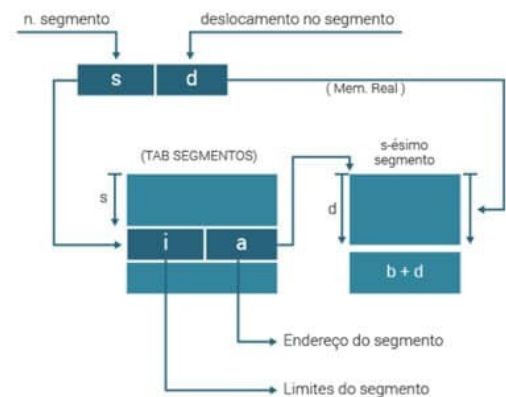 n. segmento
deslocamento no segmento
s
d
( Mem. Real )
(TAB SEGMENTOS)
s-ésimo
segmento
s
d
i
a
b + d
Endereço do segmento
Limites do segmento